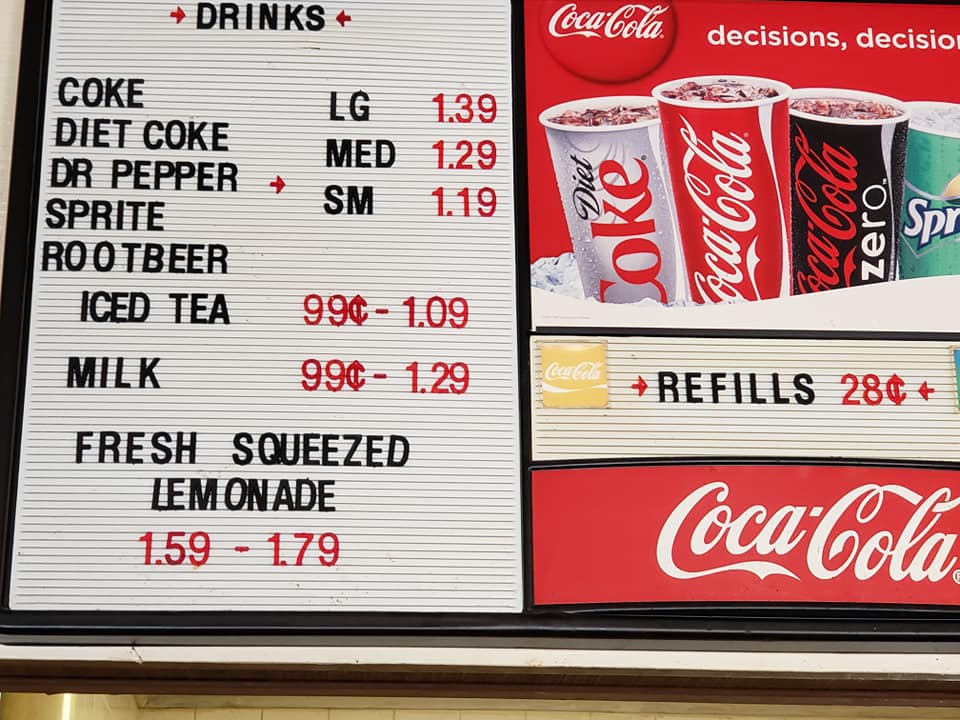 → DRINKS ←
COKE
DIET COKE
DR PEPPER →
SPRITE
ROOTBEER
LG 1.39
MED 1.29
SM 1.19
ICED TEA 99¢ - 1.09
MILK 99¢ - 1.29
FRESH SQUEEZED
LEMONADE
1.59 - 1.79
Coca-Cola
decisions, decisio
Diet Coke
Coca-Cola
Coca-Cola zero
Spr
Coca-Cola
→ REFILLS 28¢ ←
Coca-Cola